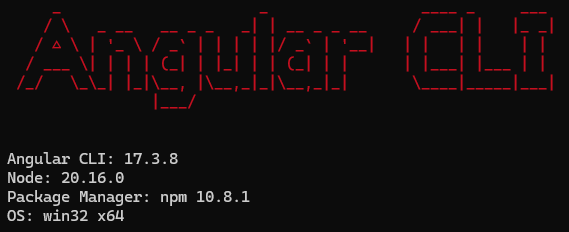 Angular CLI
Angular CLI: 17.3.8
Node: 20.16.0
Package Manager: npm 10.8.1
OS: win32 x64